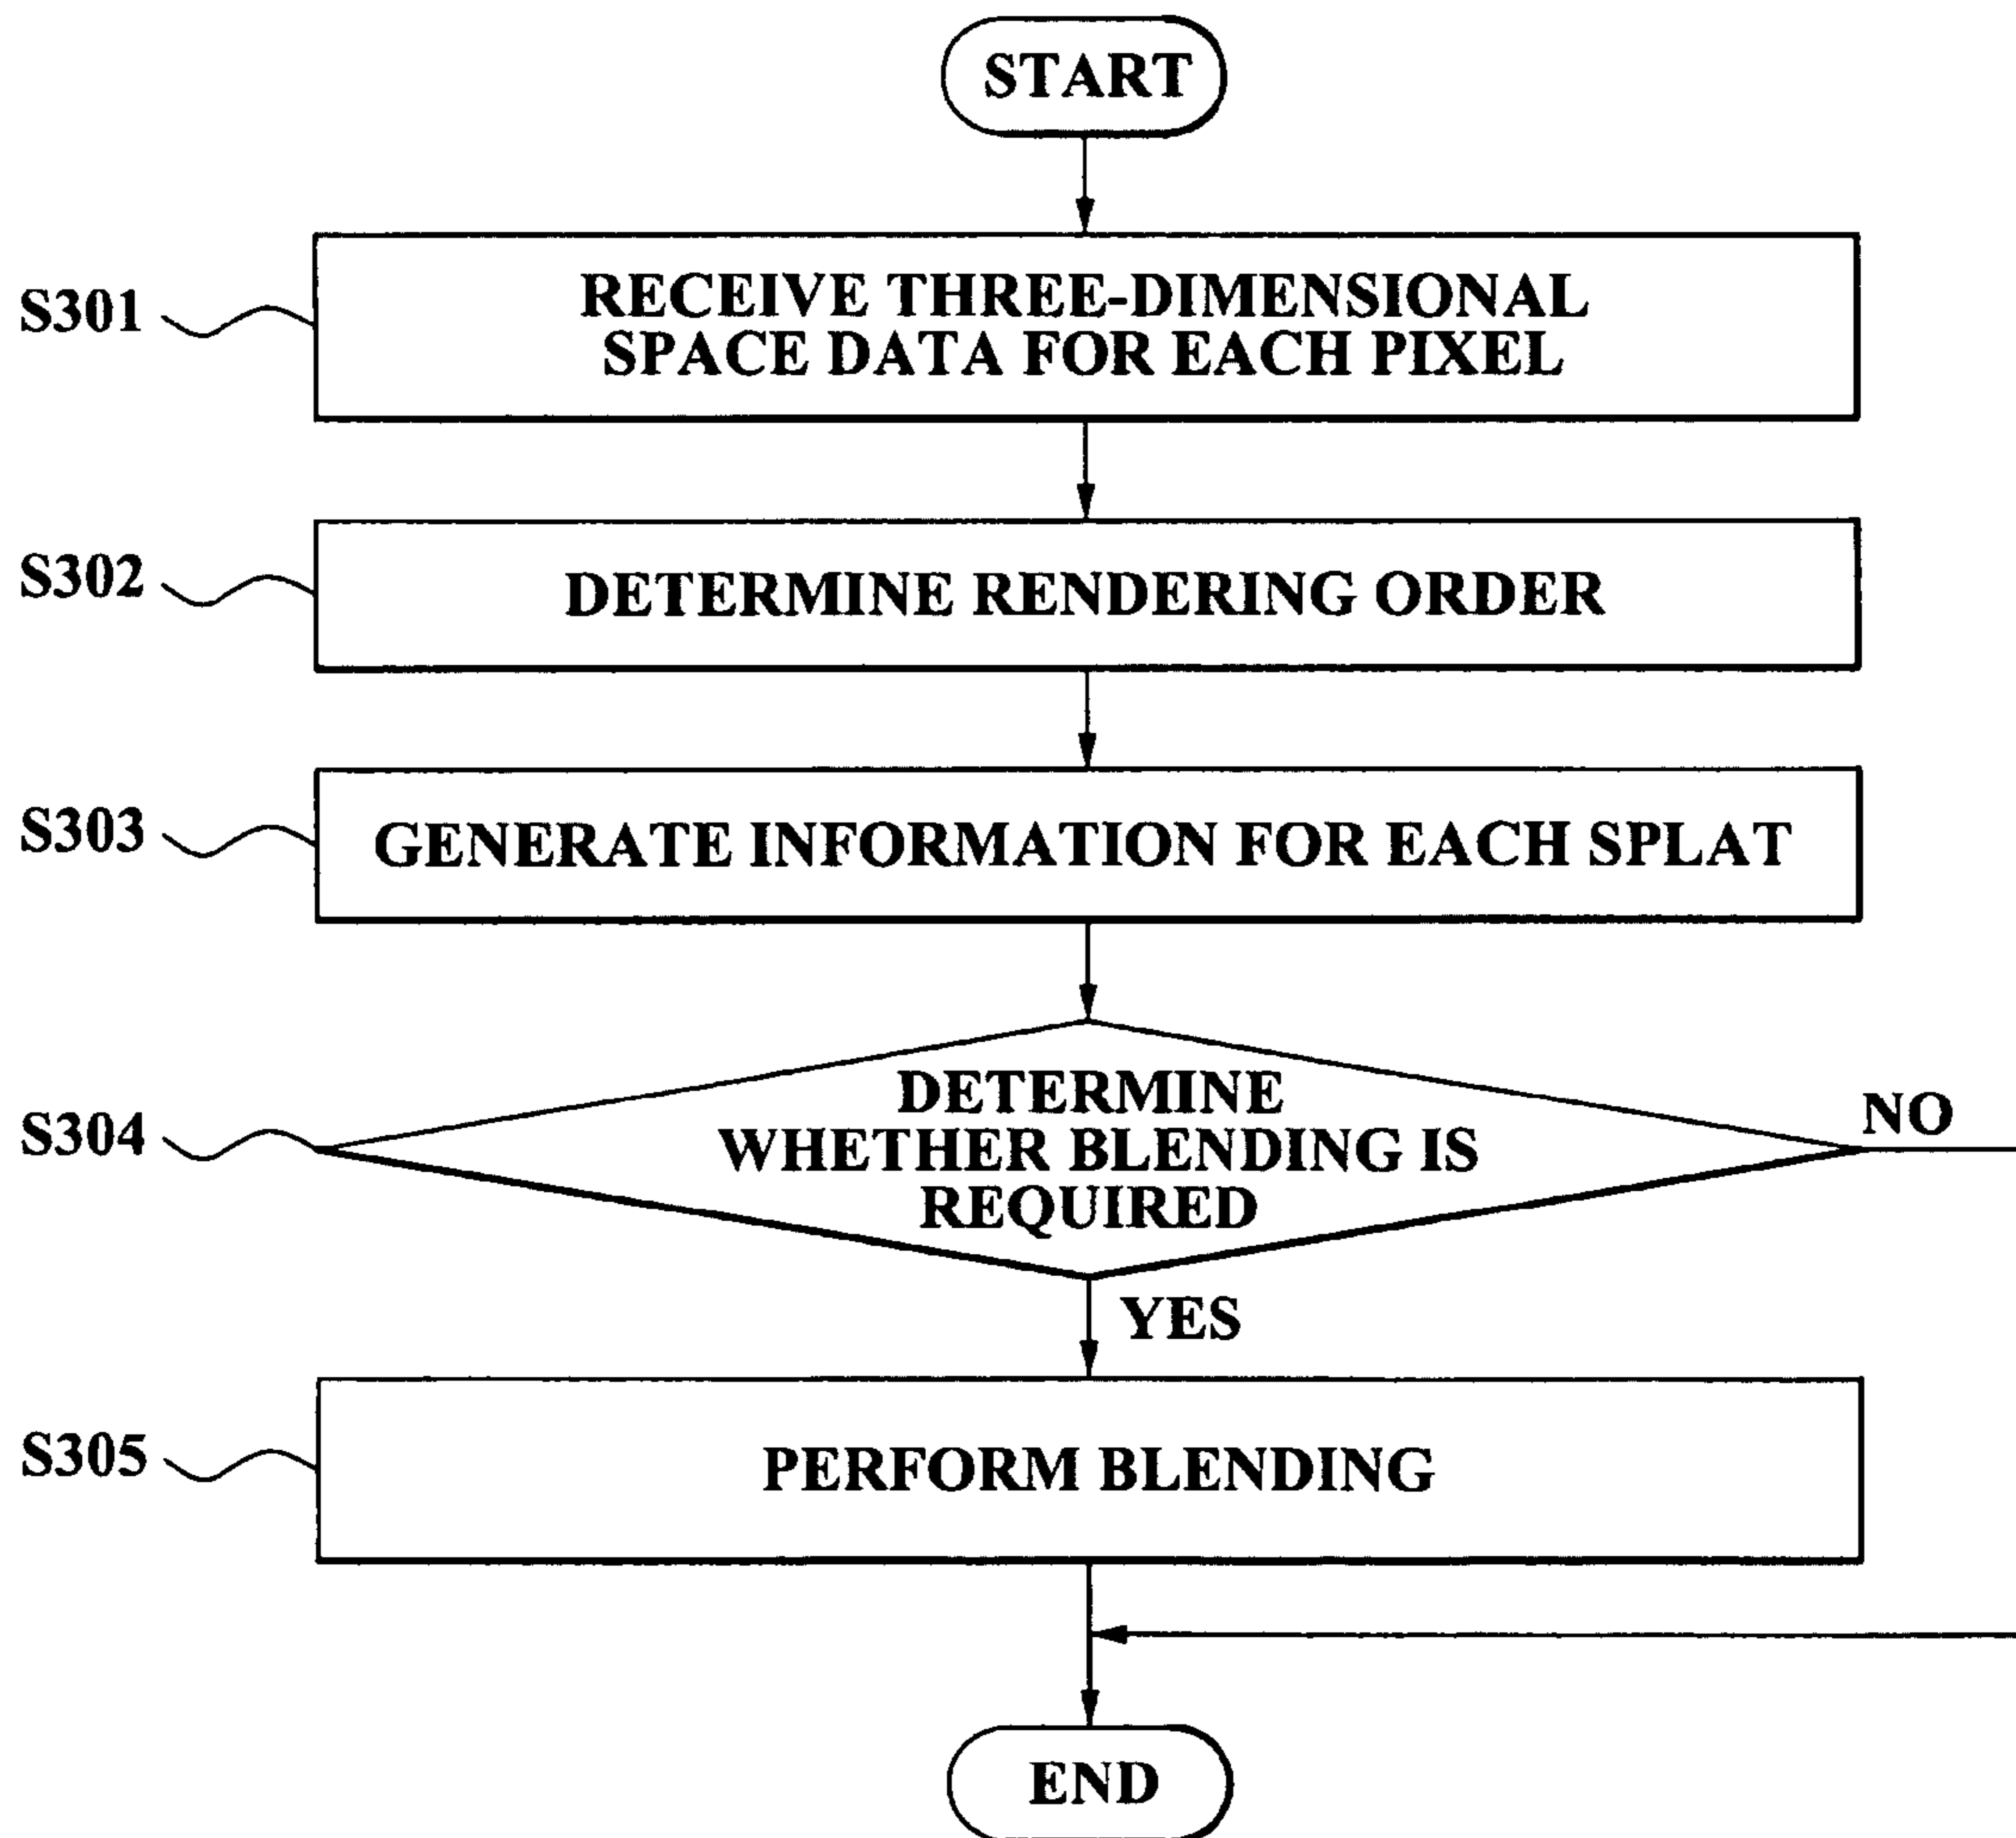 START
S301
RECEIVE THREE-DIMENSIONAL
SPACE DATA FOR EACH PIXEL
S302
DETERMINE RENDERING ORDER
S303
GENERATE INFORMATION FOR EACH SPLAT
S304
DETERMINE
WHETHER BLENDING IS
REQUIRED
NO
YES
S305
PERFORM BLENDING
END